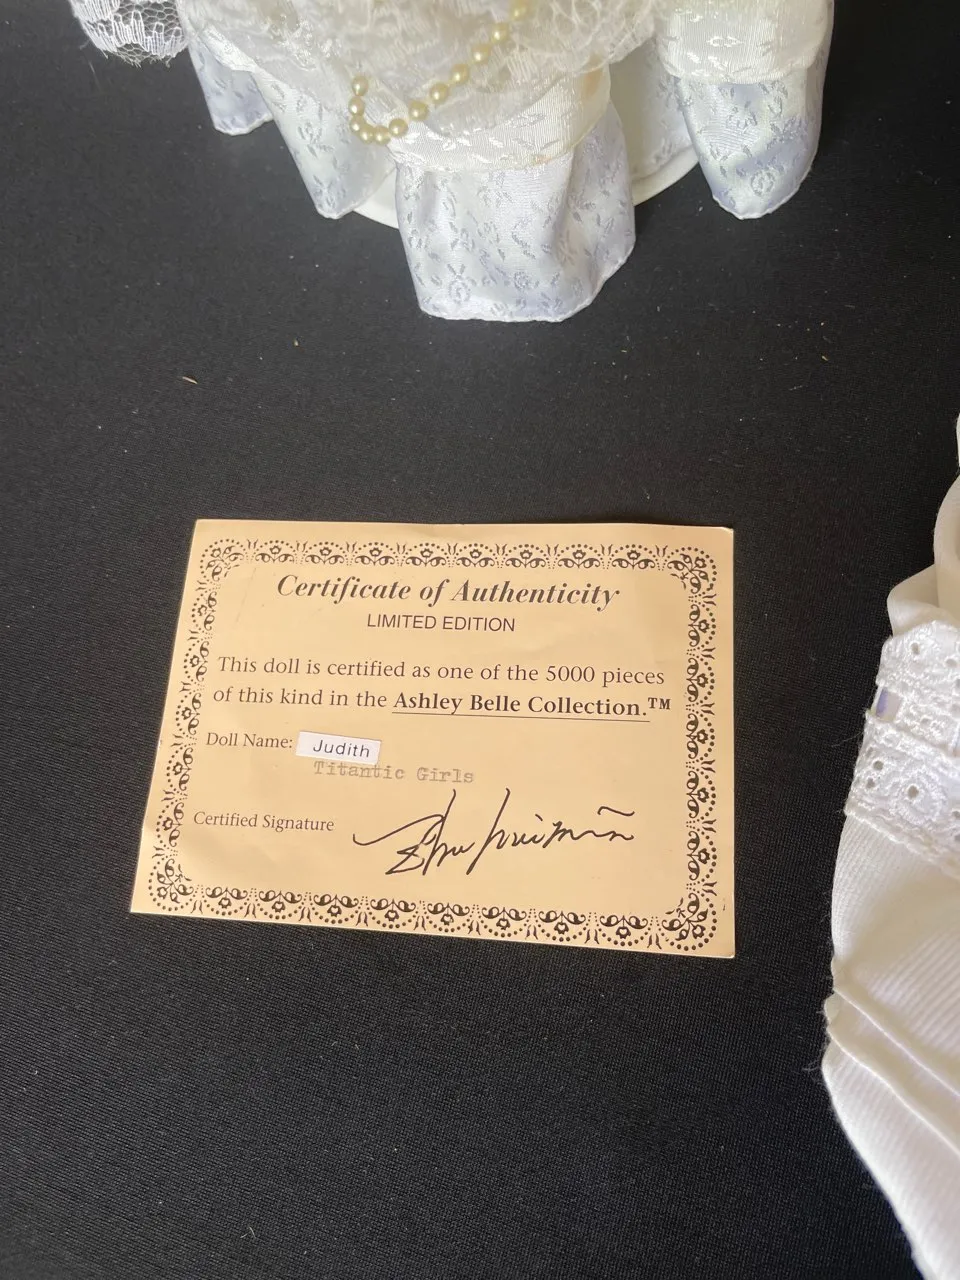 Certificate of Authenticity
LIMITED EDITION
This doll is certified as one of the 5000 pieces
of this kind in the Ashley Belle Collection.™
Doll Name: Judith
Titantic Girls
Certified Signature